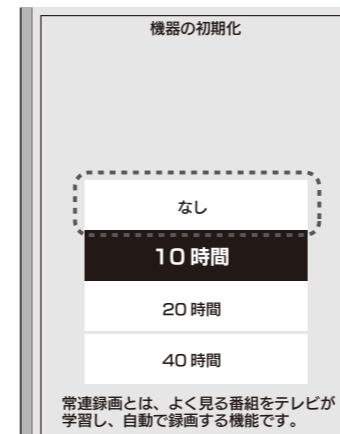 機器の初期化
なし
10時間
20時間
40時間
常連録画とは、よく見る番組をテレビが
学習し、自動で録画する機能です。